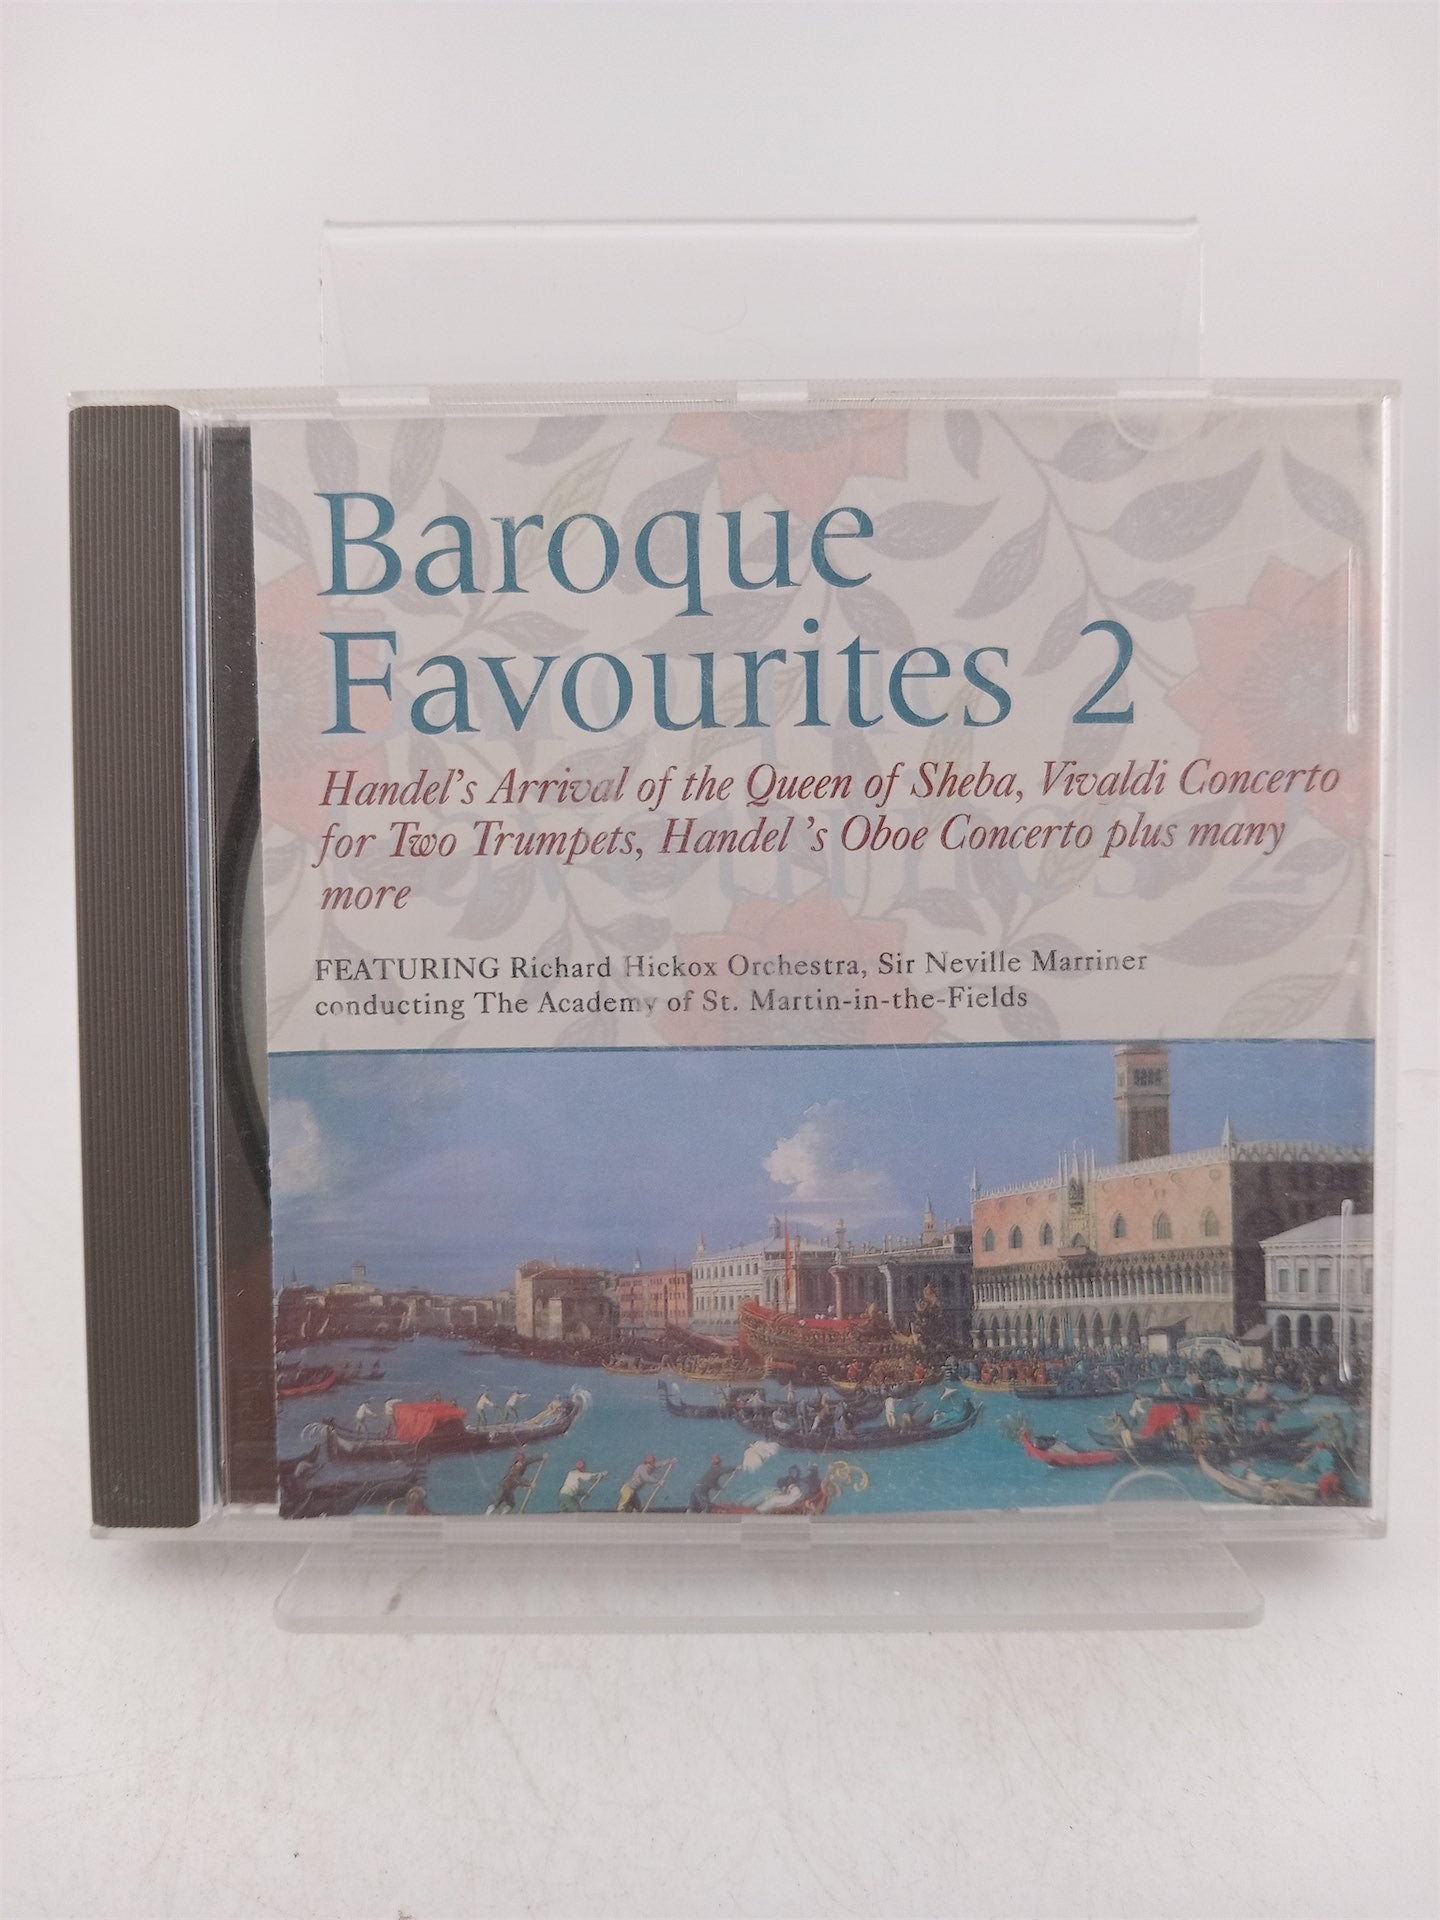 Baroque
Favourites 2
Handel's Arrival of the Queen of Sheba, Vivaldi Concerto
for Two Trumpets, Handel 's Oboe Concerto plus many
more
FEATURING Richard Hickox Orchestra, Sir Neville Marriner
conducting The Academy of St. Martin-in-the-Fields